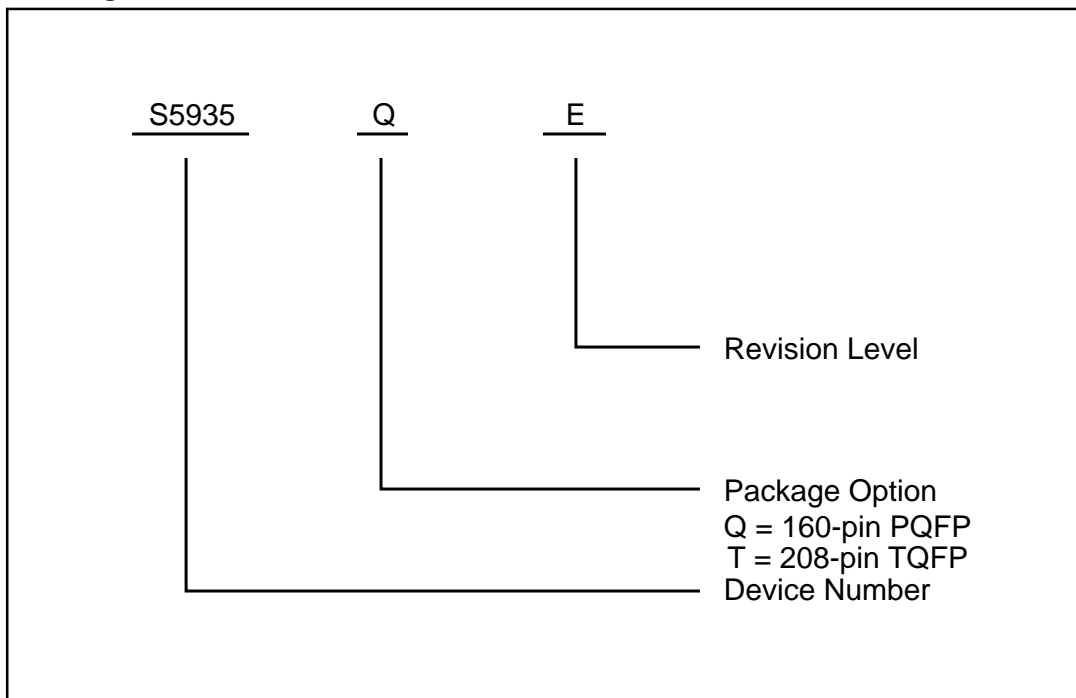 S5935 Q E
Revision Level
Package Option
Q = 160-pin PQFP
T = 208-pin TQFP
Device Number